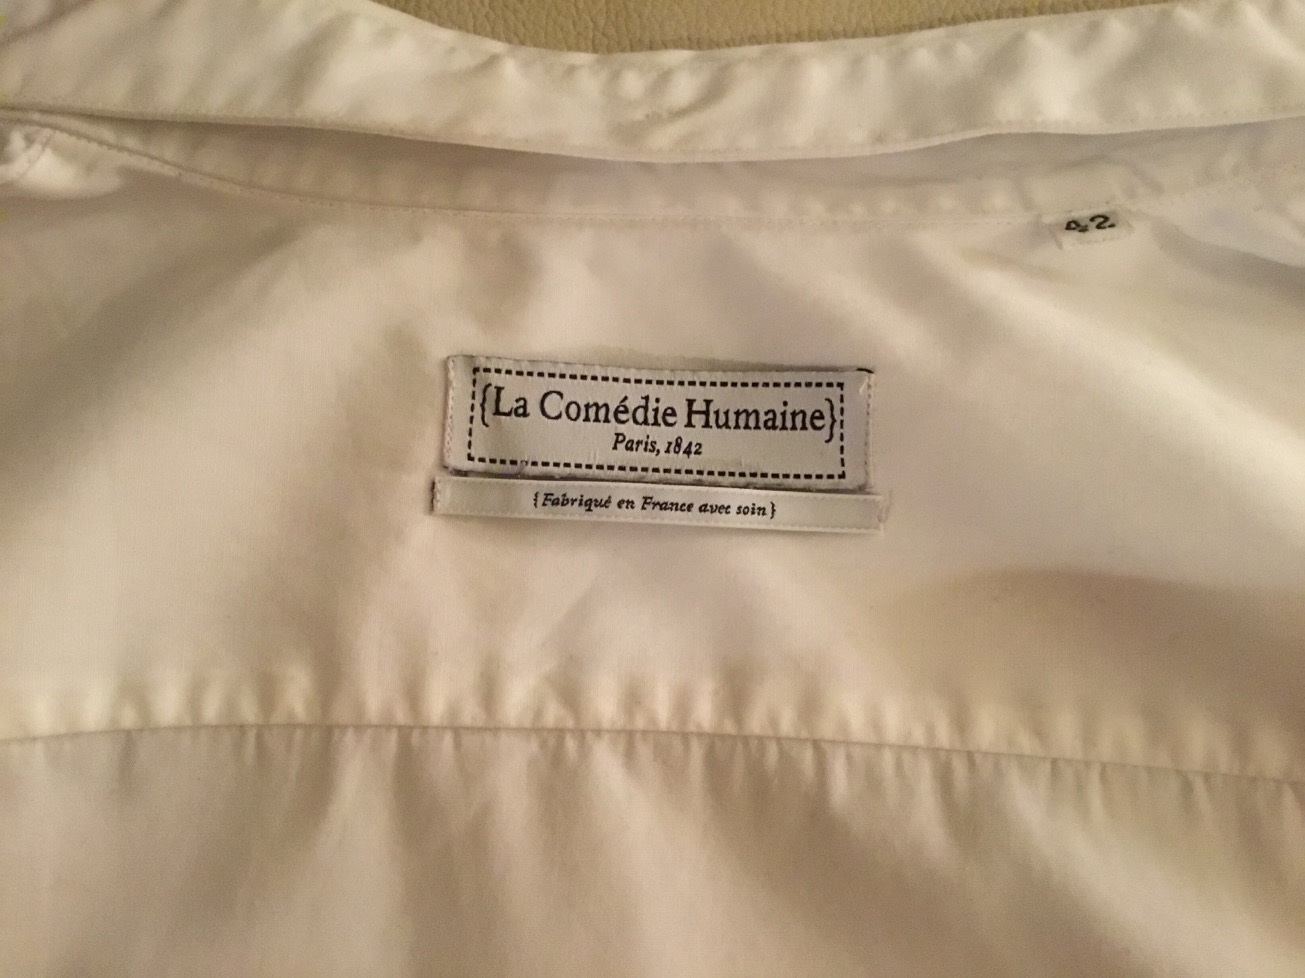 42
{La Comédie Humaine}
Paris, 1842
{Fabriqué en France avec soin}